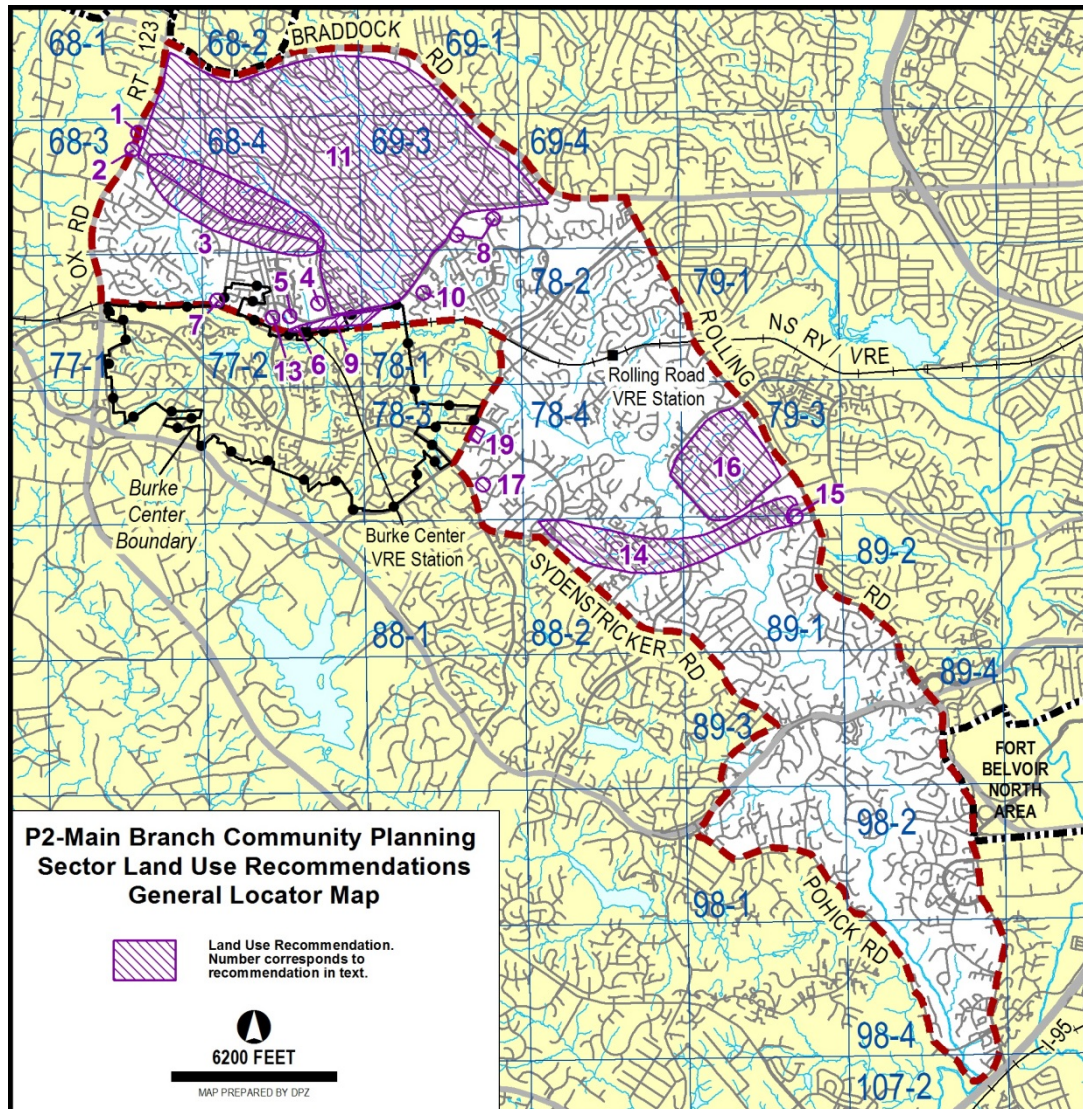 68-1
123
68-2
BRADDOCK
RD
69-1
RT
1
68-3
68-4
69-3
69-4
2
11
OX RD
3
8
5
4
10
78-2
79-1
7
ROLLING
NS RY / VRE
77-1
77-2
13
6
9
78-1
Rolling Road
VRE Station
78-3
78-4
79-3
19
16
17
15
Burke
Center
Boundary
Burke Center
VRE Station
14
89-2
SYDENSTRICKER RD
RD
88-1
88-2
89-1
89-4
89-3
FORT
BELVOIR
NORTH
AREA
98-2
98-1
POHICK RD
98-4
I-95
107-2
P2-Main Branch Community Planning
Sector Land Use Recommendations
General Locator Map
Land Use Recommendation.
Number corresponds to
recommendation in text.
6200 FEET
MAP PREPARED BY DPZ